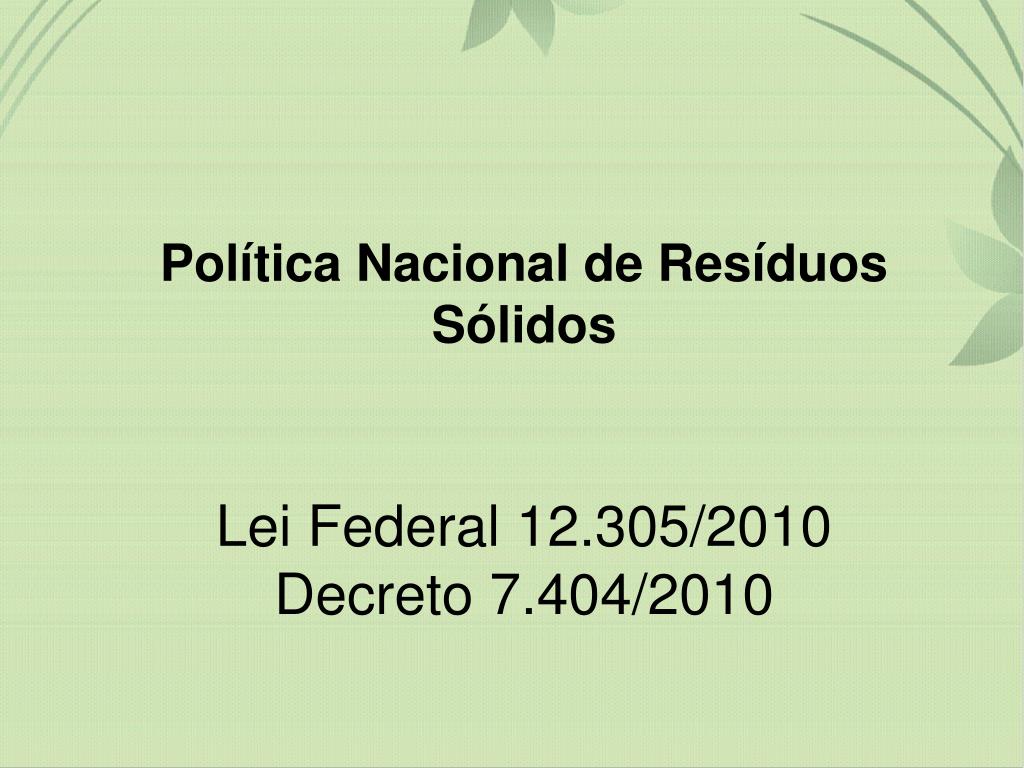 Política Nacional de Resíduos
Sólidos
Lei Federal 12.305/2010
Decreto 7.404/2010